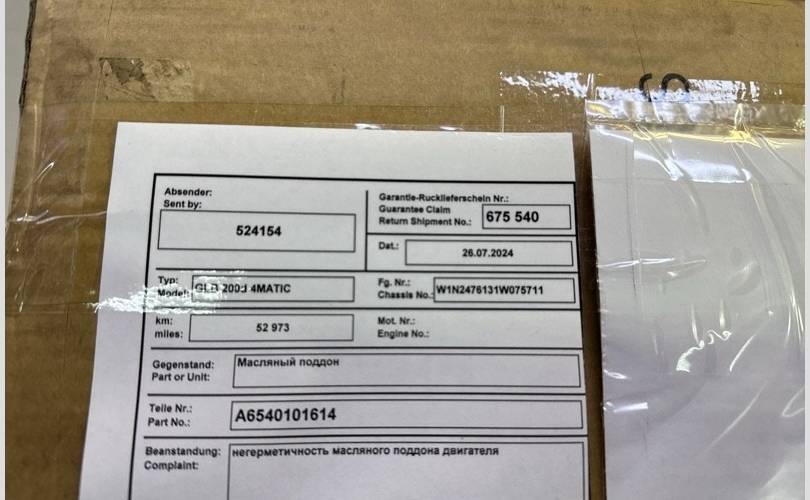 Absender:
Sent by:
524154
Garantie-Rucklieferschein Nr.:
Guarantee Claim
Return Shipment No.:
675 540
Dat.:
26.07.2024
Typ:
Model:
GLB 200d 4MATIC
Fg. Nr.:
Chassis No.:
W1N2476131W075711
km:
miles:
52 973
Mot. Nr.:
Engine No.:
Gegenstand:
Part or Unit:
Масляный поддон
Teile Nr.:
Part No.:
A6540101614
Beanstandung:
Complaint:
негерметичность масляного поддона двигателя